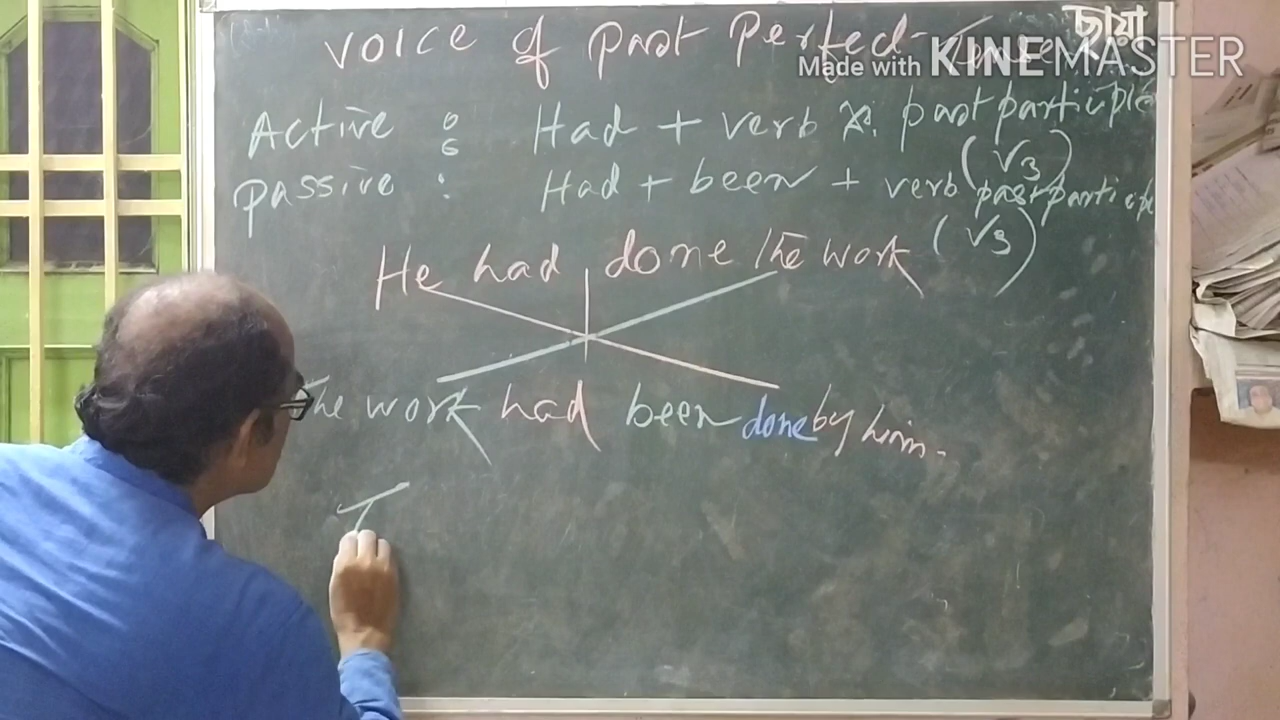 voice of past perfect Tense
ছায়া
Made with KINEMASTER
Active : Had + verb past participle
(V3)
passive : Had + been + verb past participle
(V3)
He had done The work
The work had been done by him.
T